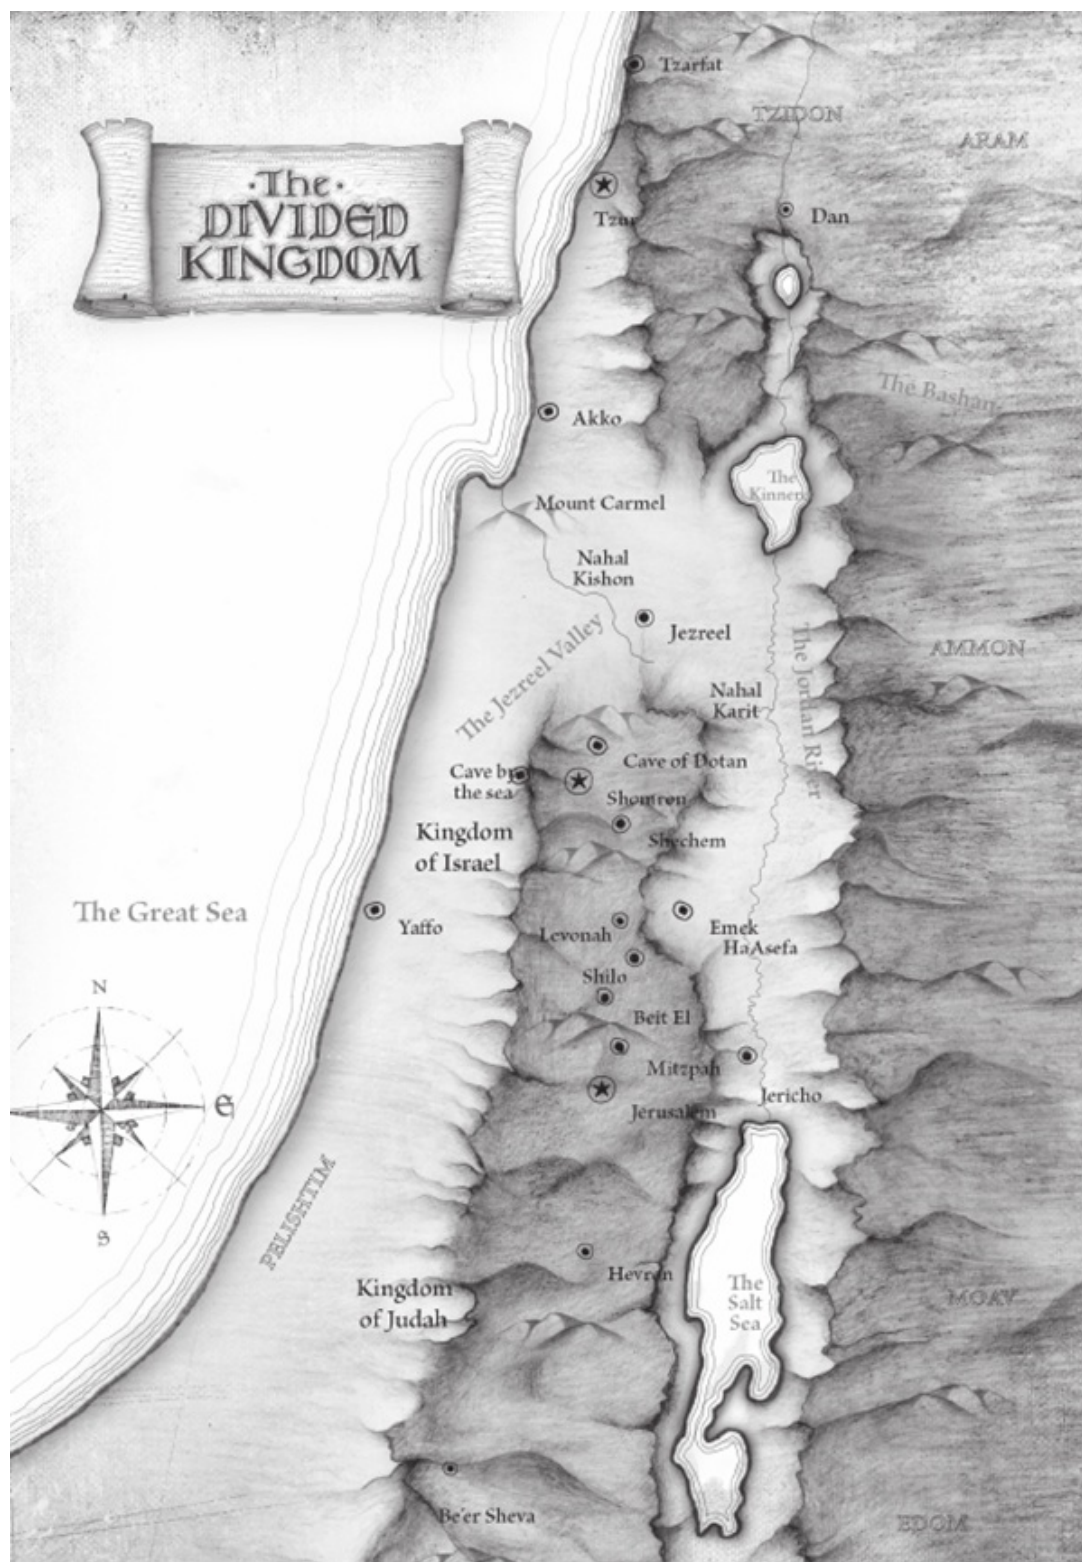 Tzarfat
TZIDON
ARAM
·The·
DIVIDED
KINGDOM
Tzur
Dan
The Bashan
Akko
The
Kinneret
Mount Carmel
Nahal
Kishon
Jezreel
The Jezreel Valley
The Jordan River
AMMON
Nahal
Karit
Cave of Dotan
Cave by
the sea
Shomron
Kingdom
of Israel
Shechem
The Great Sea
Yaffo
Levonah
Emek
HaAsefa
Shilo
N
Beit El
Mitzpah
Jericho
E
Jerusalem
PELISHTIM
S
Hevron
Kingdom
of Judah
The
Salt
Sea
MOAV
Be'er Sheva
EDOM